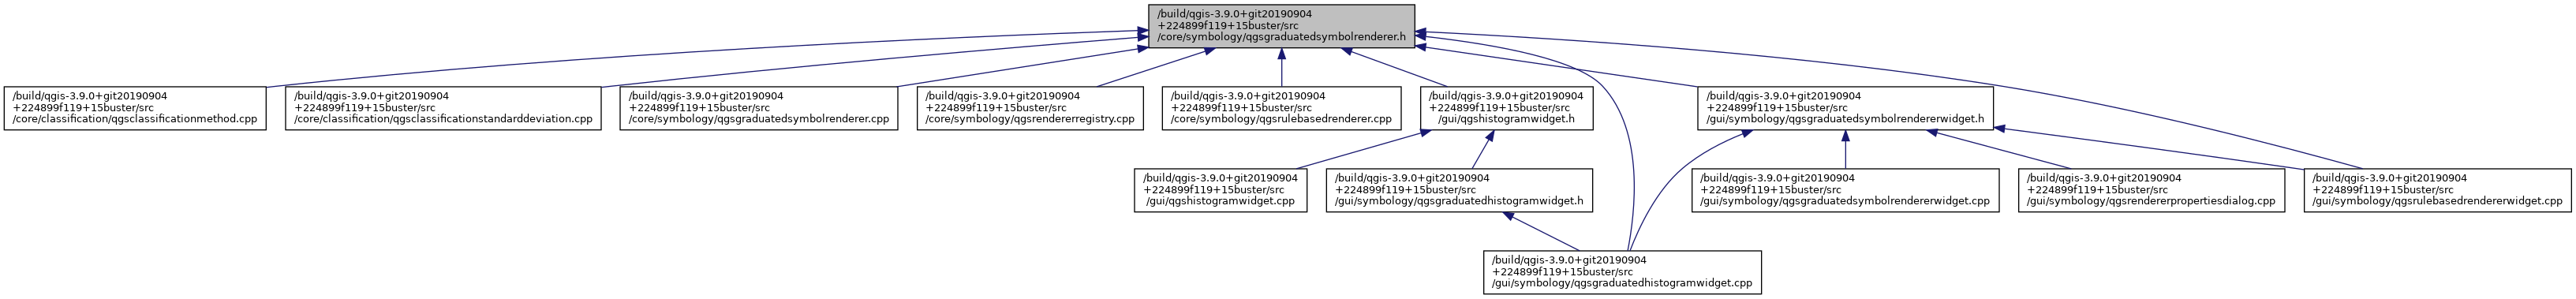 /build/qgis-3.9.0+git20190904
+224899f119+15buster/src
/core/symbology/qgsgraduatedsymbolrenderer.h
/build/qgis-3.9.0+git20190904
+224899f119+15buster/src
/core/classification/qgsclassificationmethod.cpp
/build/qgis-3.9.0+git20190904
+224899f119+15buster/src
/core/classification/qgsclassificationstandarddeviation.cpp
/build/qgis-3.9.0+git20190904
+224899f119+15buster/src
/core/symbology/qgsgraduatedsymbolrenderer.cpp
/build/qgis-3.9.0+git20190904
+224899f119+15buster/src
/core/symbology/qgsrendererregistry.cpp
/build/qgis-3.9.0+git20190904
+224899f119+15buster/src
/core/symbology/qgsrulebasedrenderer.cpp
/build/qgis-3.9.0+git20190904
+224899f119+15buster/src
/gui/qgshistogramwidget.h
/build/qgis-3.9.0+git20190904
+224899f119+15buster/src
/gui/symbology/qgsgraduatedsymbolrendererwidget.h
/build/qgis-3.9.0+git20190904
+224899f119+15buster/src
/gui/qgshistogramwidget.cpp
/build/qgis-3.9.0+git20190904
+224899f119+15buster/src
/gui/symbology/qgsgraduatedhistogramwidget.h
/build/qgis-3.9.0+git20190904
+224899f119+15buster/src
/gui/symbology/qgsgraduatedsymbolrendererwidget.cpp
/build/qgis-3.9.0+git20190904
+224899f119+15buster/src
/gui/symbology/qgsrendererpropertiesdialog.cpp
/build/qgis-3.9.0+git20190904
+224899f119+15buster/src
/gui/symbology/qgsrulebasedrendererwidget.cpp
/build/qgis-3.9.0+git20190904
+224899f119+15buster/src
/gui/symbology/qgsgraduatedhistogramwidget.cpp